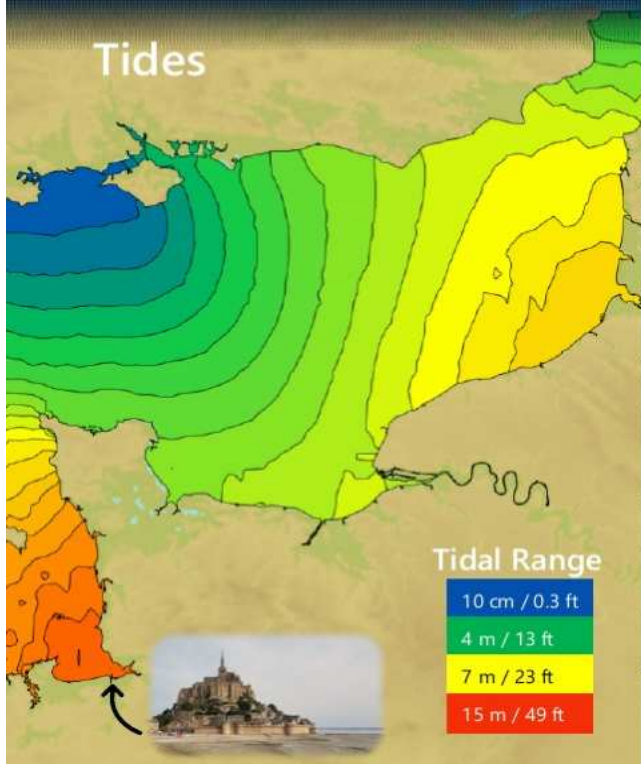 Tides
Tidal Range
10 cm / 0.3 ft
4 m / 13 ft
7 m / 23 ft
15 m / 49 ft